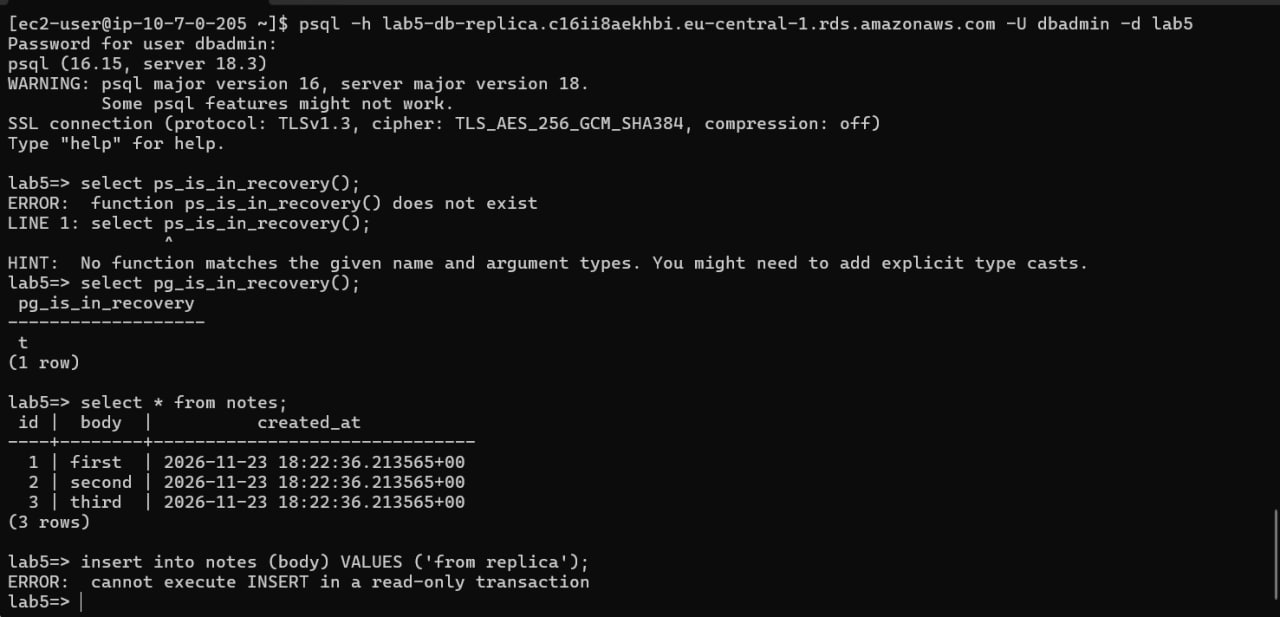 [ec2-user@ip-10-7-0-205 ~]$ psql -h lab5-db-replica.c16ii8aekhbi.eu-central-1.rds.amazonaws.com -U dbadmin -d lab5
Password for user dbadmin:
psql (16.15, server 18.3)
WARNING: psql major version 16, server major version 18.
         Some psql features might not work.
SSL connection (protocol: TLSv1.3, cipher: TLS_AES_256_GCM_SHA384, compression: off)
Type "help" for help.

lab5=> select ps_is_in_recovery();
ERROR:  function ps_is_in_recovery() does not exist
LINE 1: select ps_is_in_recovery();
               ^
HINT:  No function matches the given name and argument types. You might need to add explicit type casts.
lab5=> select pg_is_in_recovery();
 pg_is_in_recovery
-------------------
 t
(1 row)

lab5=> select * from notes;
 id |  body  |          created_at
----+--------+-------------------------------
  1 | first  | 2026-11-23 18:22:36.213565+00
  2 | second | 2026-11-23 18:22:36.213565+00
  3 | third  | 2026-11-23 18:22:36.213565+00
(3 rows)

lab5=> insert into notes (body) VALUES ('from replica');
ERROR:  cannot execute INSERT in a read-only transaction
lab5=>